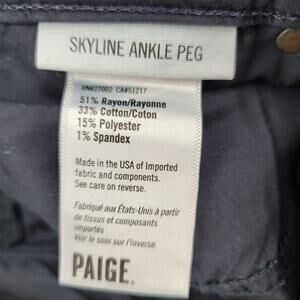 SKYLINE ANKLE PEG
RN#27002 CA#51217
51% Rayon/Rayonne
33% Cotton/Coton
15% Polyester
1% Spandex
Made in the USA of Imported
fabric and components.
See care on reverse.
Fabriqué aux États-Unis à partir
de tissus et composants
importés
Voir le soin sur l'inverse.
PAIGE.